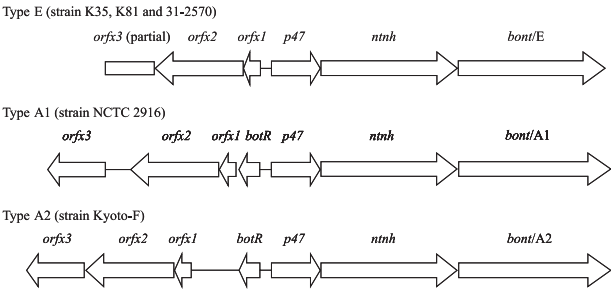 Type E (strain K35, K81 and 31-2570)
orfx3 (partial) orfx2 orfx1 p47 ntnh bont/E
Type A1 (strain NCTC 2916)
orfx3 orfx2 orfx1 botR p47 ntnh bont/A1
Type A2 (strain Kyoto-F)
orfx3 orfx2 orfx1 botR p47 ntnh bont/A2